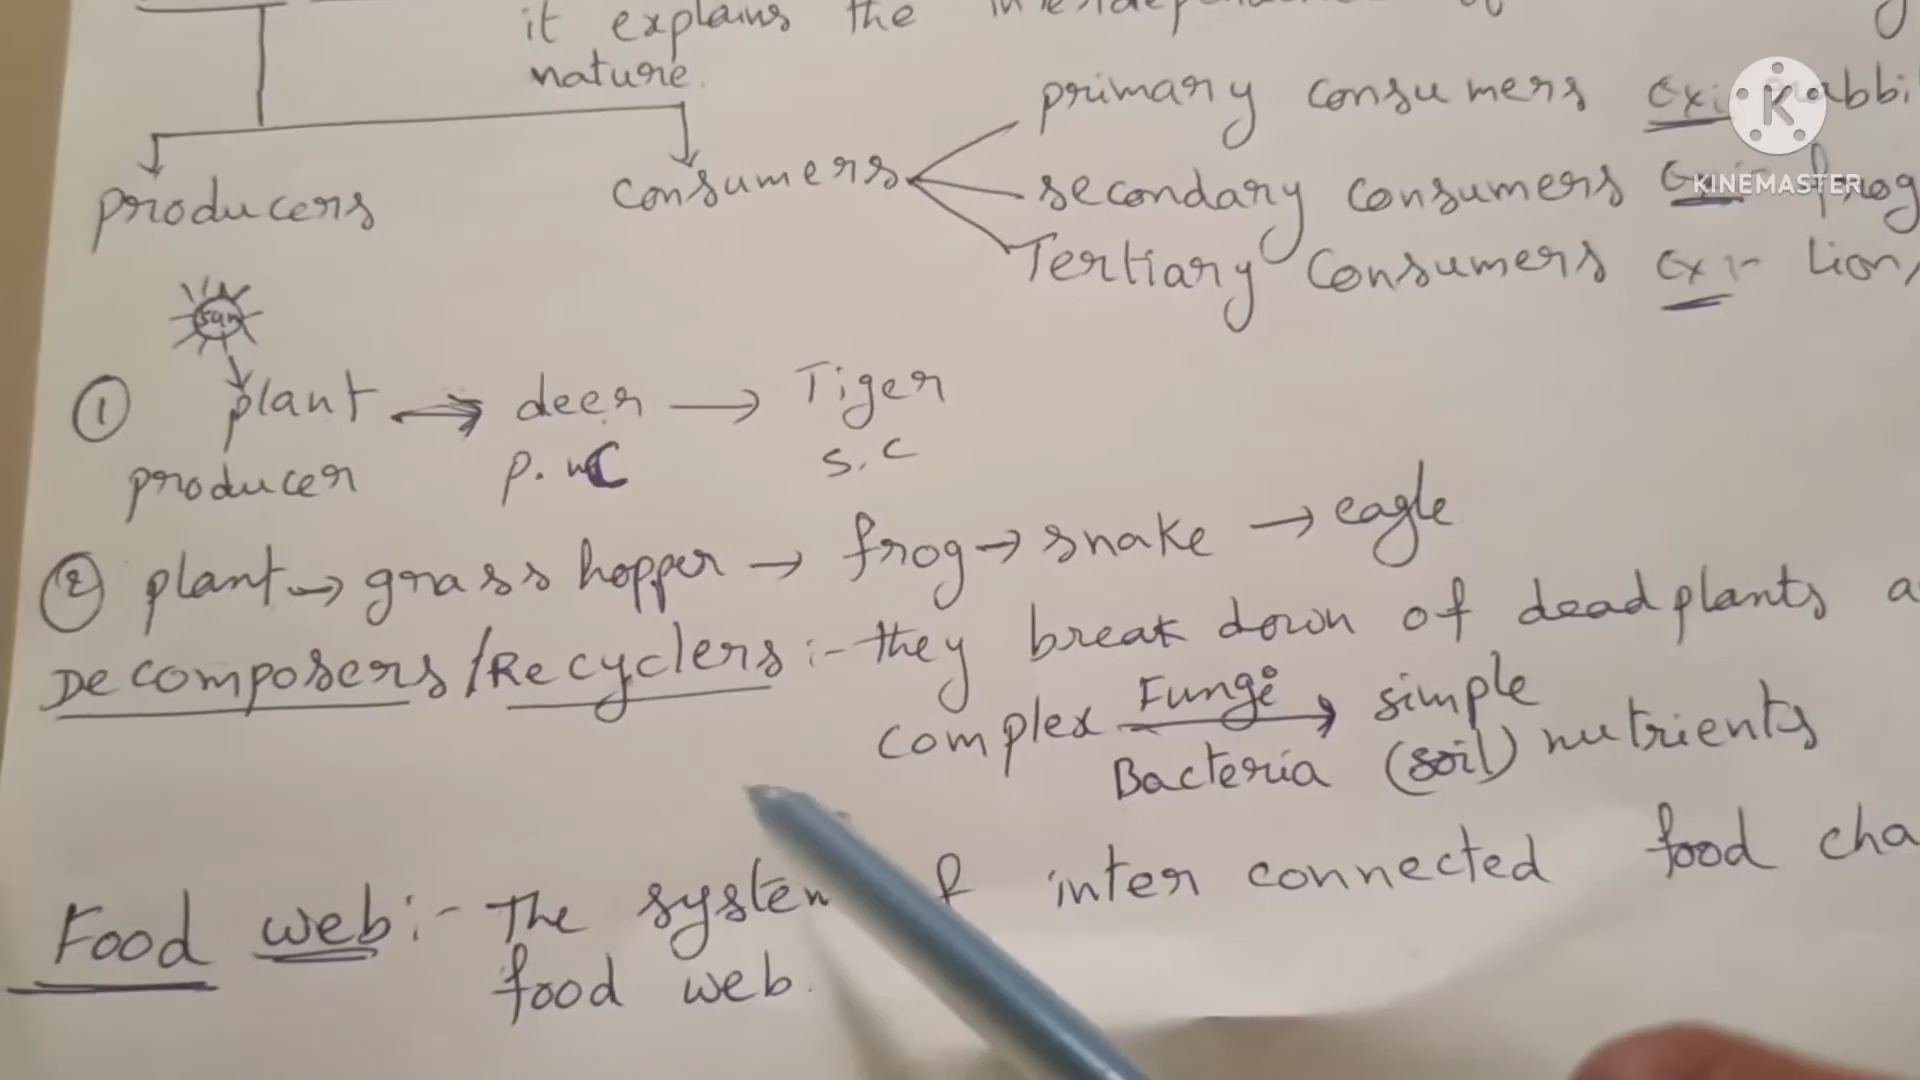 it explains the
nature.
primary consumers ex:
KINEMASTER
producers consumers secondary consumers frog
Tertiary Consumers ex:- Lion,
sun
① plant → deer → Tiger
producer p. C s. c
② plant → grass hopper → frog → snake → eagle
Decomposers/Recyclers:- they break down of dead plants
complex Fungi → simple
Bacteria (soil) nutrients
Food web:- The system inter connected food
food web.